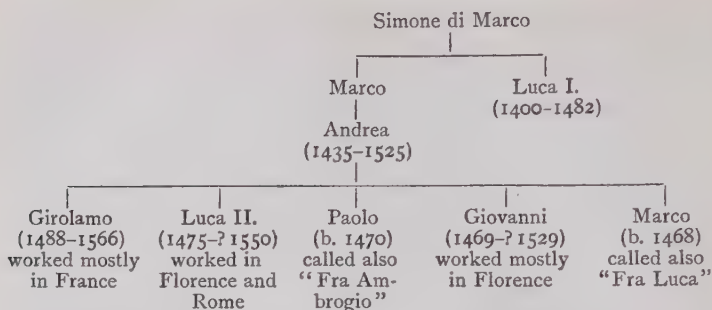 Simone di Marco
Marco Luca I.
(1400–1482)
Andrea
(1435–1525)
Girolamo Luca II. Paolo Giovanni Marco
(1488–1566) (1475–? 1550) (b. 1470) (1469–? 1529) (b. 1468)
worked mostly worked in called also worked mostly called also
in France Florence and “Fra Am- in Florence “Fra Luca”
Rome brogio”